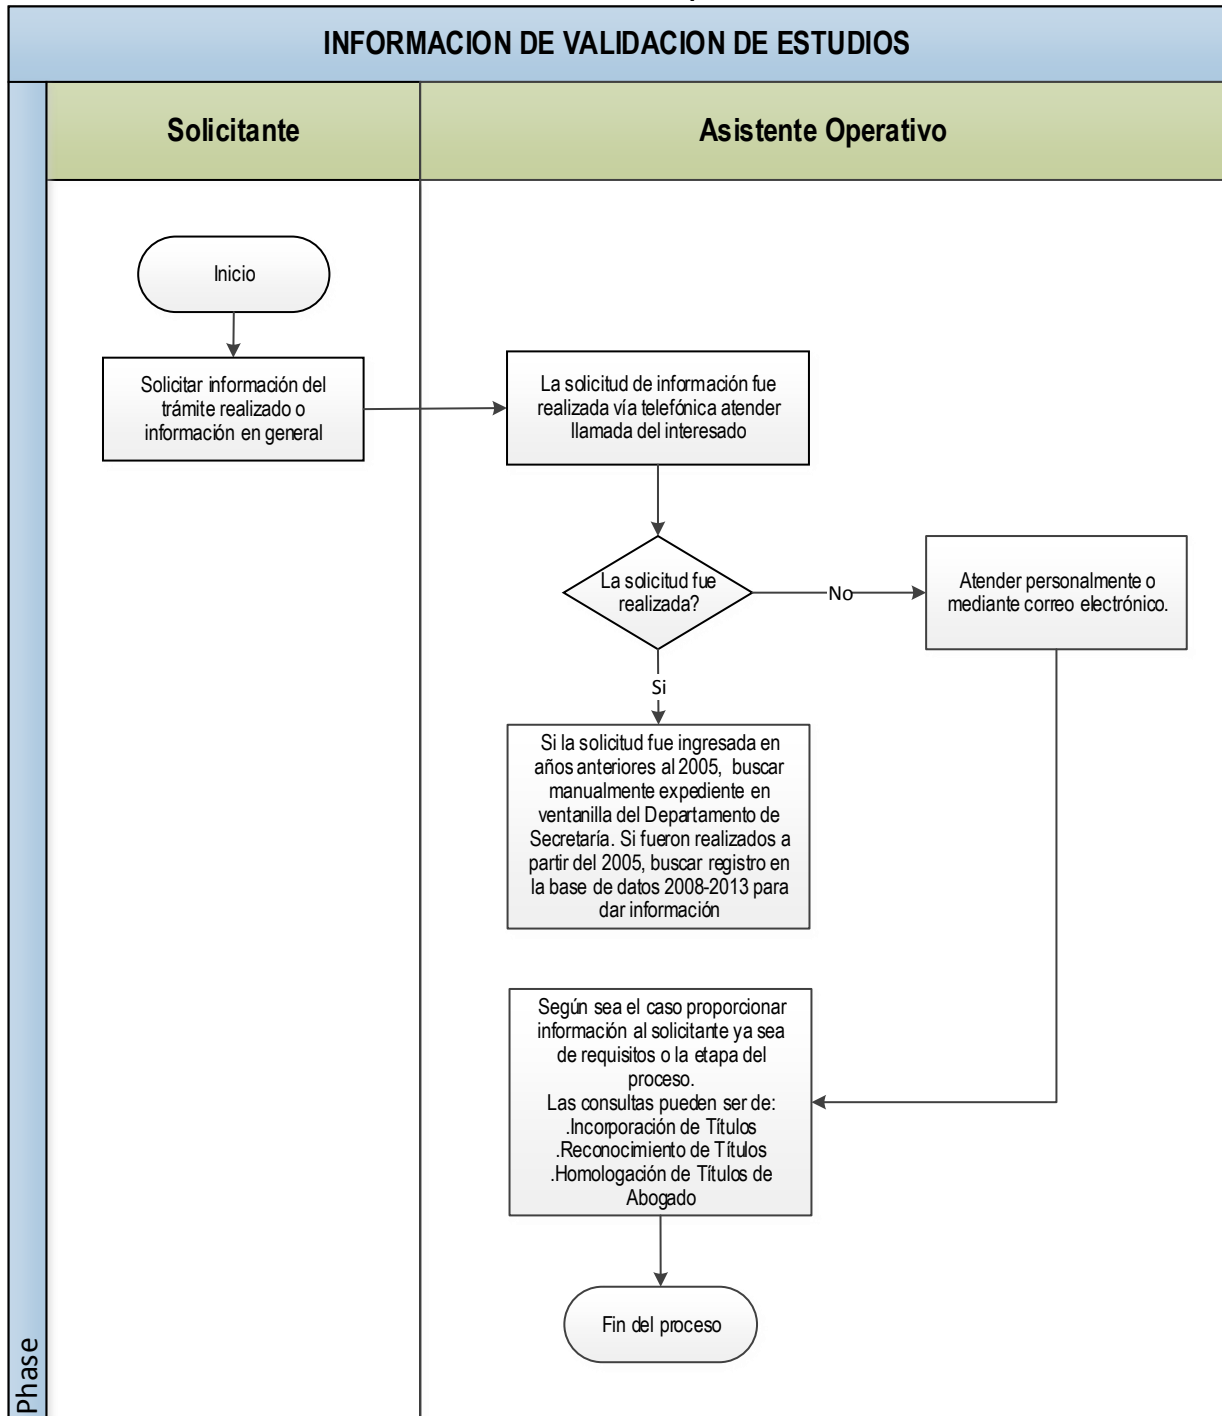 INFORMACION DE VALIDACION DE ESTUDIOS
Solicitante
Asistente Operativo
Inicio
Solicitar información del
trámite realizado o
información en general
La solicitud de información fue
realizada vía telefónica atender
llamada del interesado
La solicitud fue
realizada?
No
Atender personalmente o
mediante correo electrónico.
Si
Si la solicitud fue ingresada en
años anteriores al 2005, buscar
manualmente expediente en
ventanilla del Departamento de
Secretaría. Si fueron realizados a
partir del 2005, buscar registro en
la base de datos 2008-2013 para
dar información
Según sea el caso proporcionar
información al solicitante ya sea
de requisitos o la etapa del
proceso.
Las consultas pueden ser de:
.Incorporación de Títulos
.Reconocimiento de Títulos
.Homologación de Títulos de
Abogado
Fin del proceso
Phase